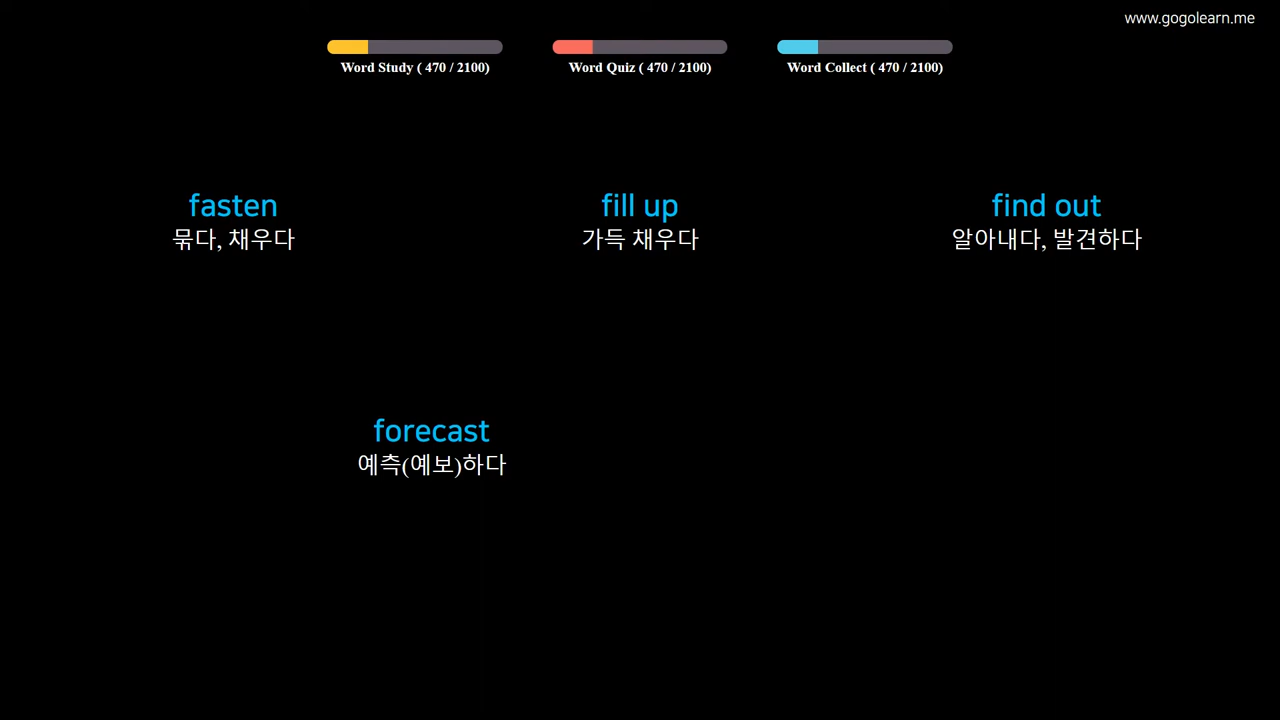 www.gogolearn.me
Word Study ( 470 / 2100)
Word Quiz ( 470 / 2100)
Word Collect ( 470 / 2100)
fasten
묶다, 채우다
fill up
가득 채우다
find out
알아내다, 발견하다
forecast
예측(예보)하다